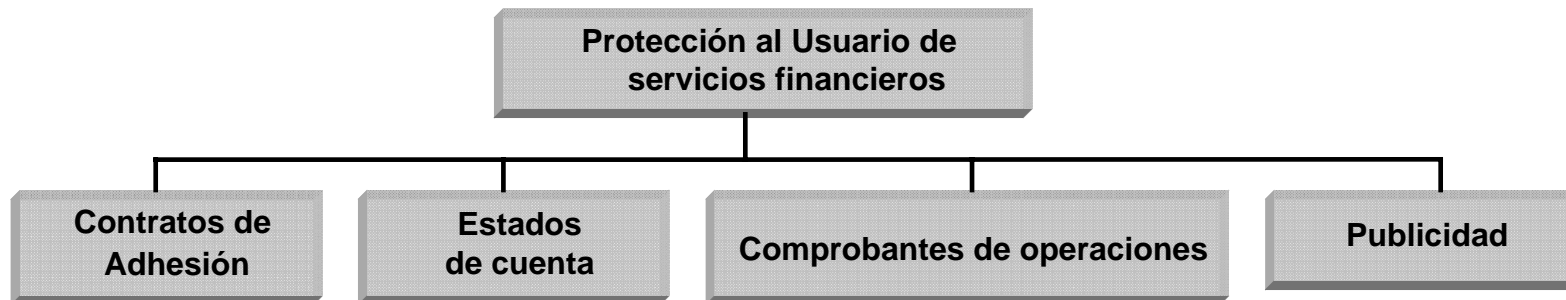 Protección al Usuario de
servicios financieros
Contratos de
Adhesión
Estados
de cuenta
Comprobantes de operaciones
Publicidad